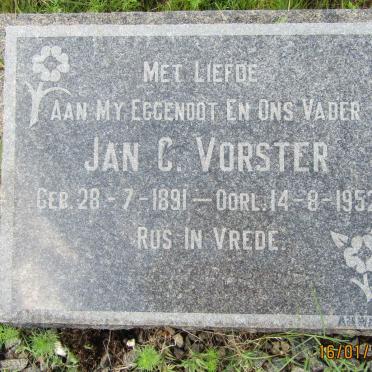 MET LIEFDE
AAN MY EGGENOOT EN ONS VADER
JAN C. VORSTER
GEB. 28-7-1891 — OORL. 14-8-1952
RUS IN VREDE.
16/01/